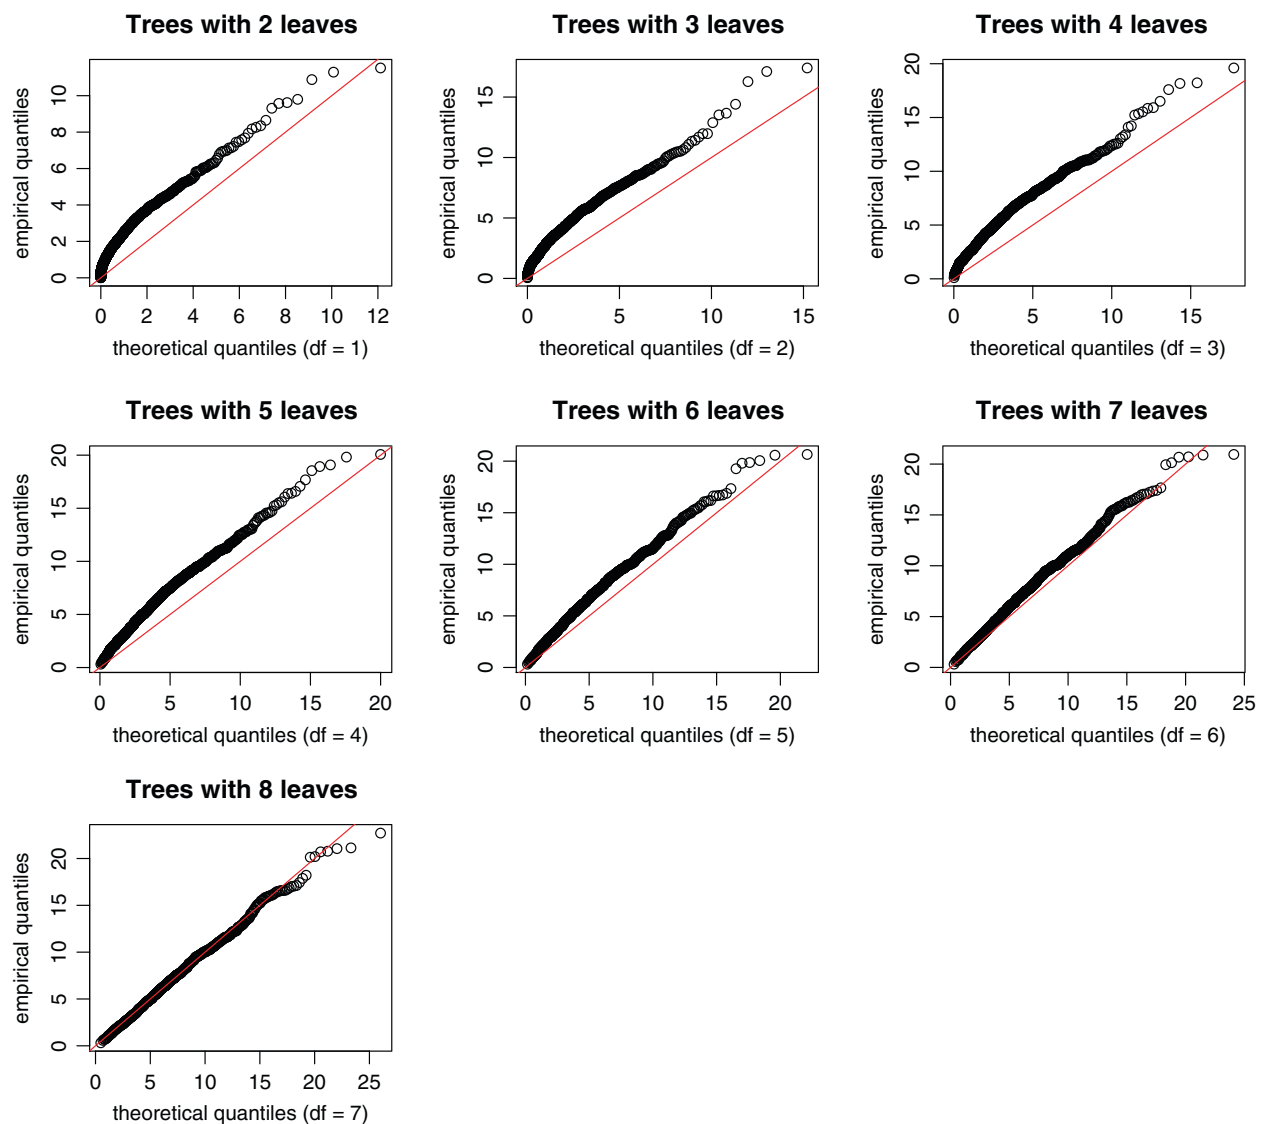 Trees with 2 leaves
empirical quantiles
0 2 4 6 8 10
0 2 4 6 8 10 12
theoretical quantiles (df = 1)
Trees with 3 leaves
empirical quantiles
0 5 10 15
0 5 10 15
theoretical quantiles (df = 2)
Trees with 4 leaves
empirical quantiles
0 5 10 15 20
0 5 10 15
theoretical quantiles (df = 3)
Trees with 5 leaves
empirical quantiles
0 5 10 15 20
0 5 10 15 20
theoretical quantiles (df = 4)
Trees with 6 leaves
empirical quantiles
0 5 10 15 20
0 5 10 15 20
theoretical quantiles (df = 5)
Trees with 7 leaves
empirical quantiles
0 5 10 15 20
0 5 10 15 20 25
theoretical quantiles (df = 6)
Trees with 8 leaves
empirical quantiles
0 5 10 15 20
0 5 10 15 20 25
theoretical quantiles (df = 7)